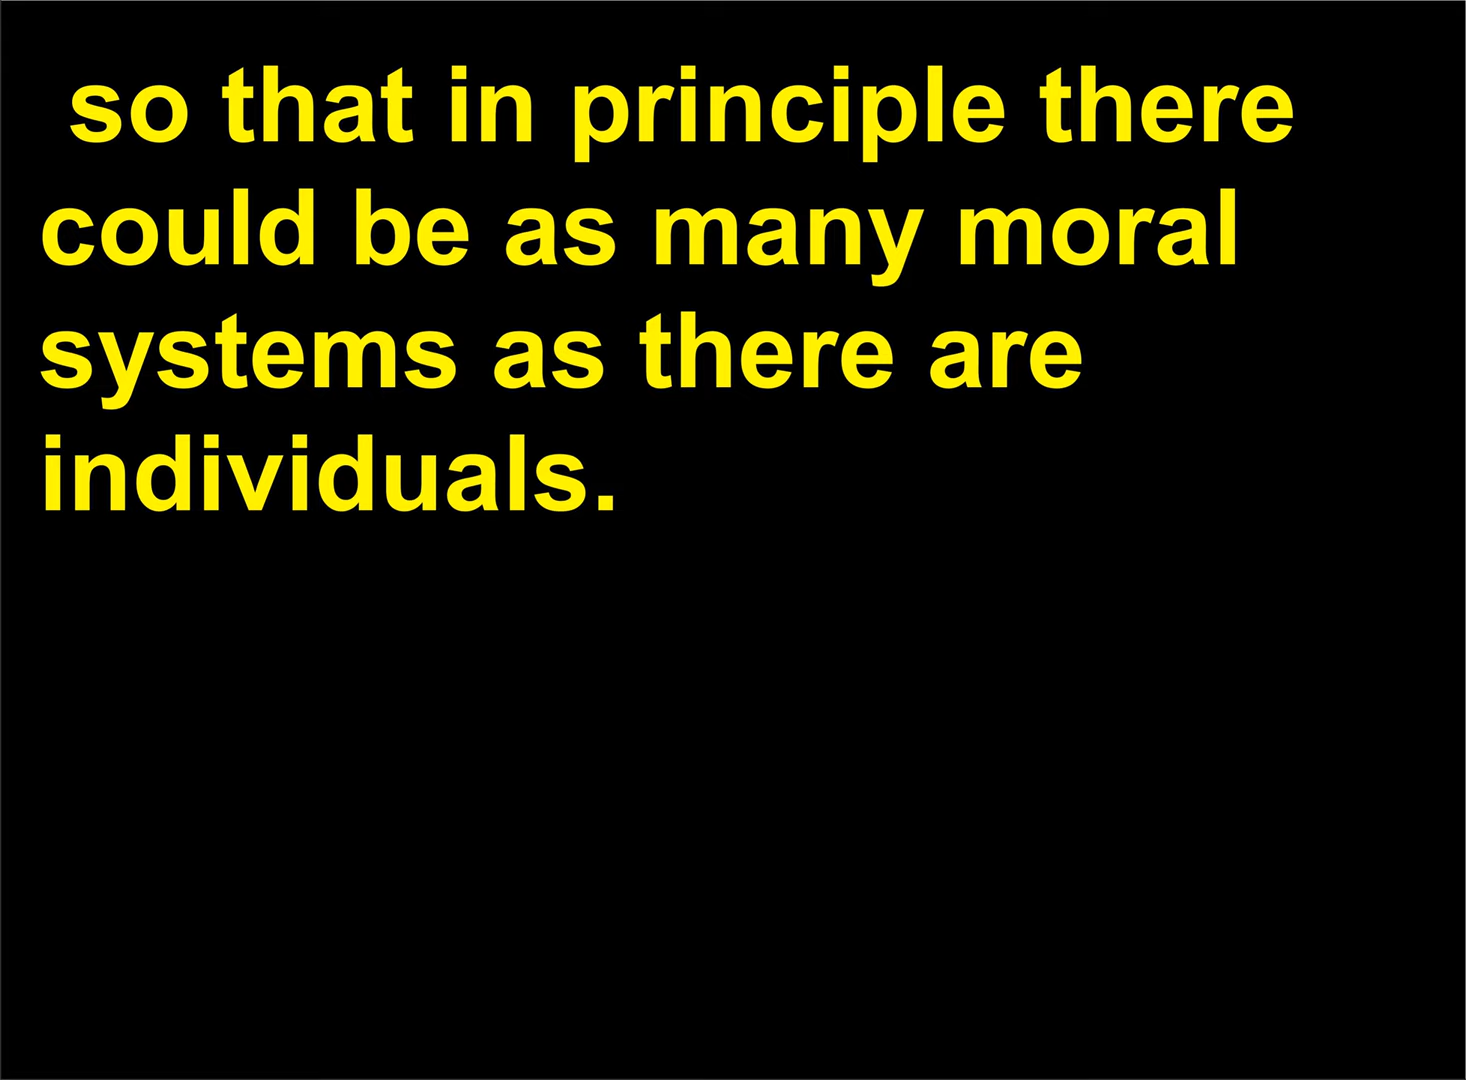 so that in principle there
could be as many moral
systems as there are
individuals.